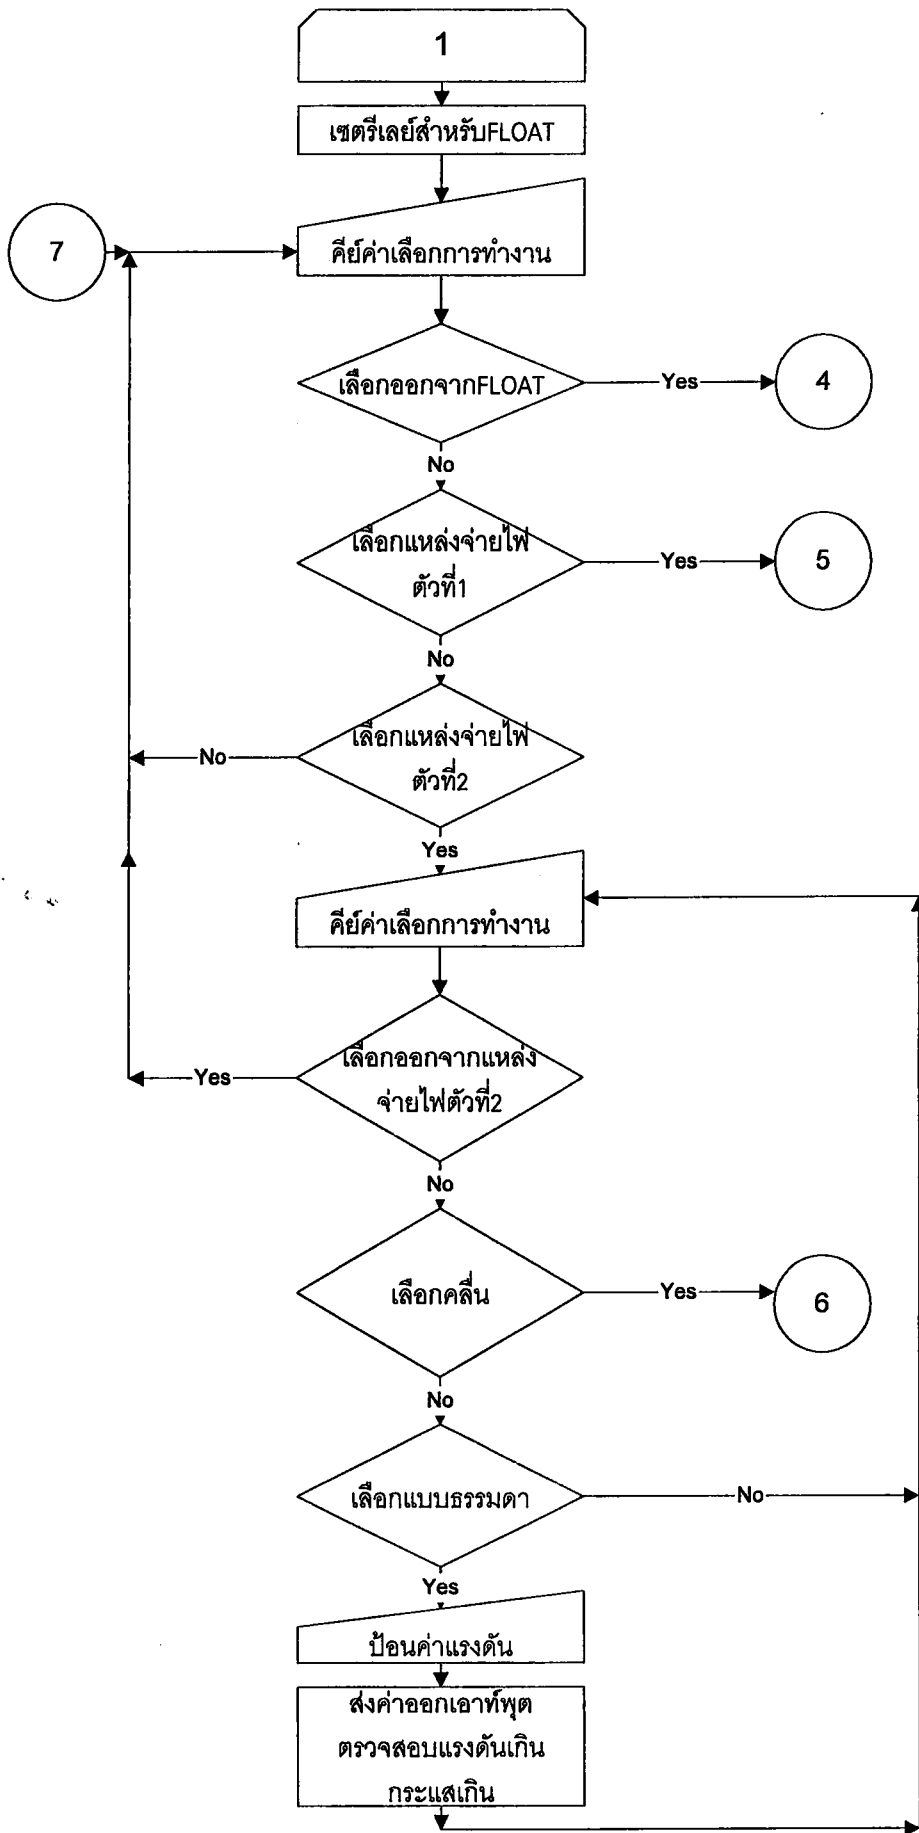 1
เซตรีเลย์สำหรับFLOAT
7
คีย์ค่าเลือกการทำงาน
เลือกออกจากFLOAT
Yes
4
No
เลือกแหล่งจ่ายไฟ
ตัวที่1
Yes
5
No
เลือกแหล่งจ่ายไฟ
ตัวที่2
No
Yes
คีย์ค่าเลือกการทำงาน
เลือกออกจากแหล่ง
จ่ายไฟตัวที่2
Yes
No
เลือกคลื่น
Yes
6
No
เลือกแบบธรรมดา
No
Yes
ป้อนค่าแรงดัน
ส่งค่าออกเอาท์พุต
ตรวจสอบแรงดันเกิน
กระแสเกิน